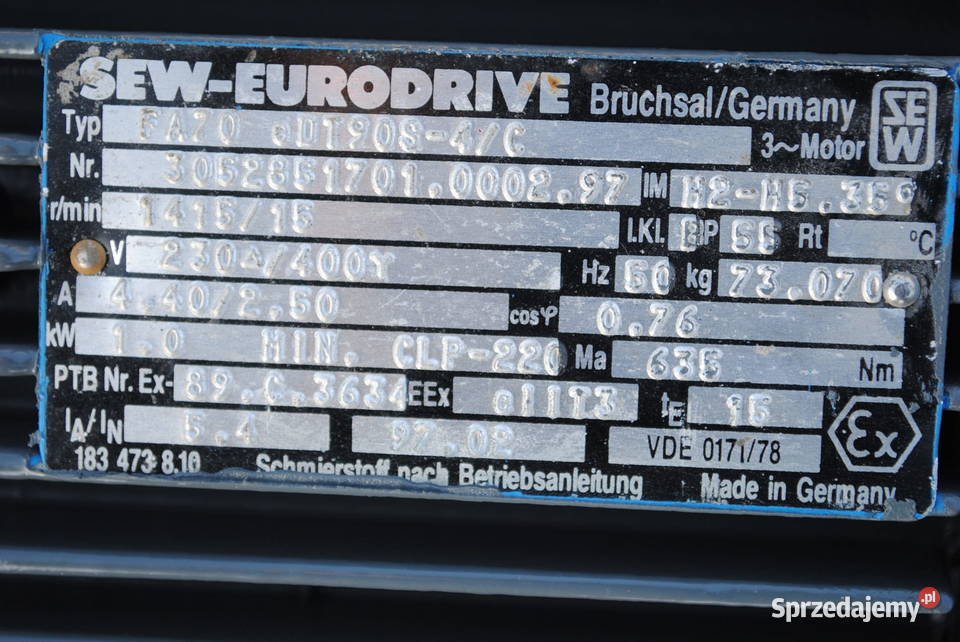 SEW-EURODRIVE Bruchsal/Germany SEW
Typ FA70 eDT90S-4/C 3~Motor
Nr. 3052851701.0002.97 IM H2-H5.35°
r/min 1415/15 I.KI. B IP 55 Rt °C
V 230Δ/400Y Hz 50 kg 73.070
A 4.40/2.50 cosφ 0.76
kW 1.0 MIN. CLP-220 Ma 635 Nm
PTB Nr. Ex- 89.C.3634 EEx eIIT3 tE 16
IA/IN 5.4 97.02 VDE 0171/78 Ex
183 473 8.10 Schmierstoff nach Betriebsanleitung Made in Germany
Sprzedajemy.pl